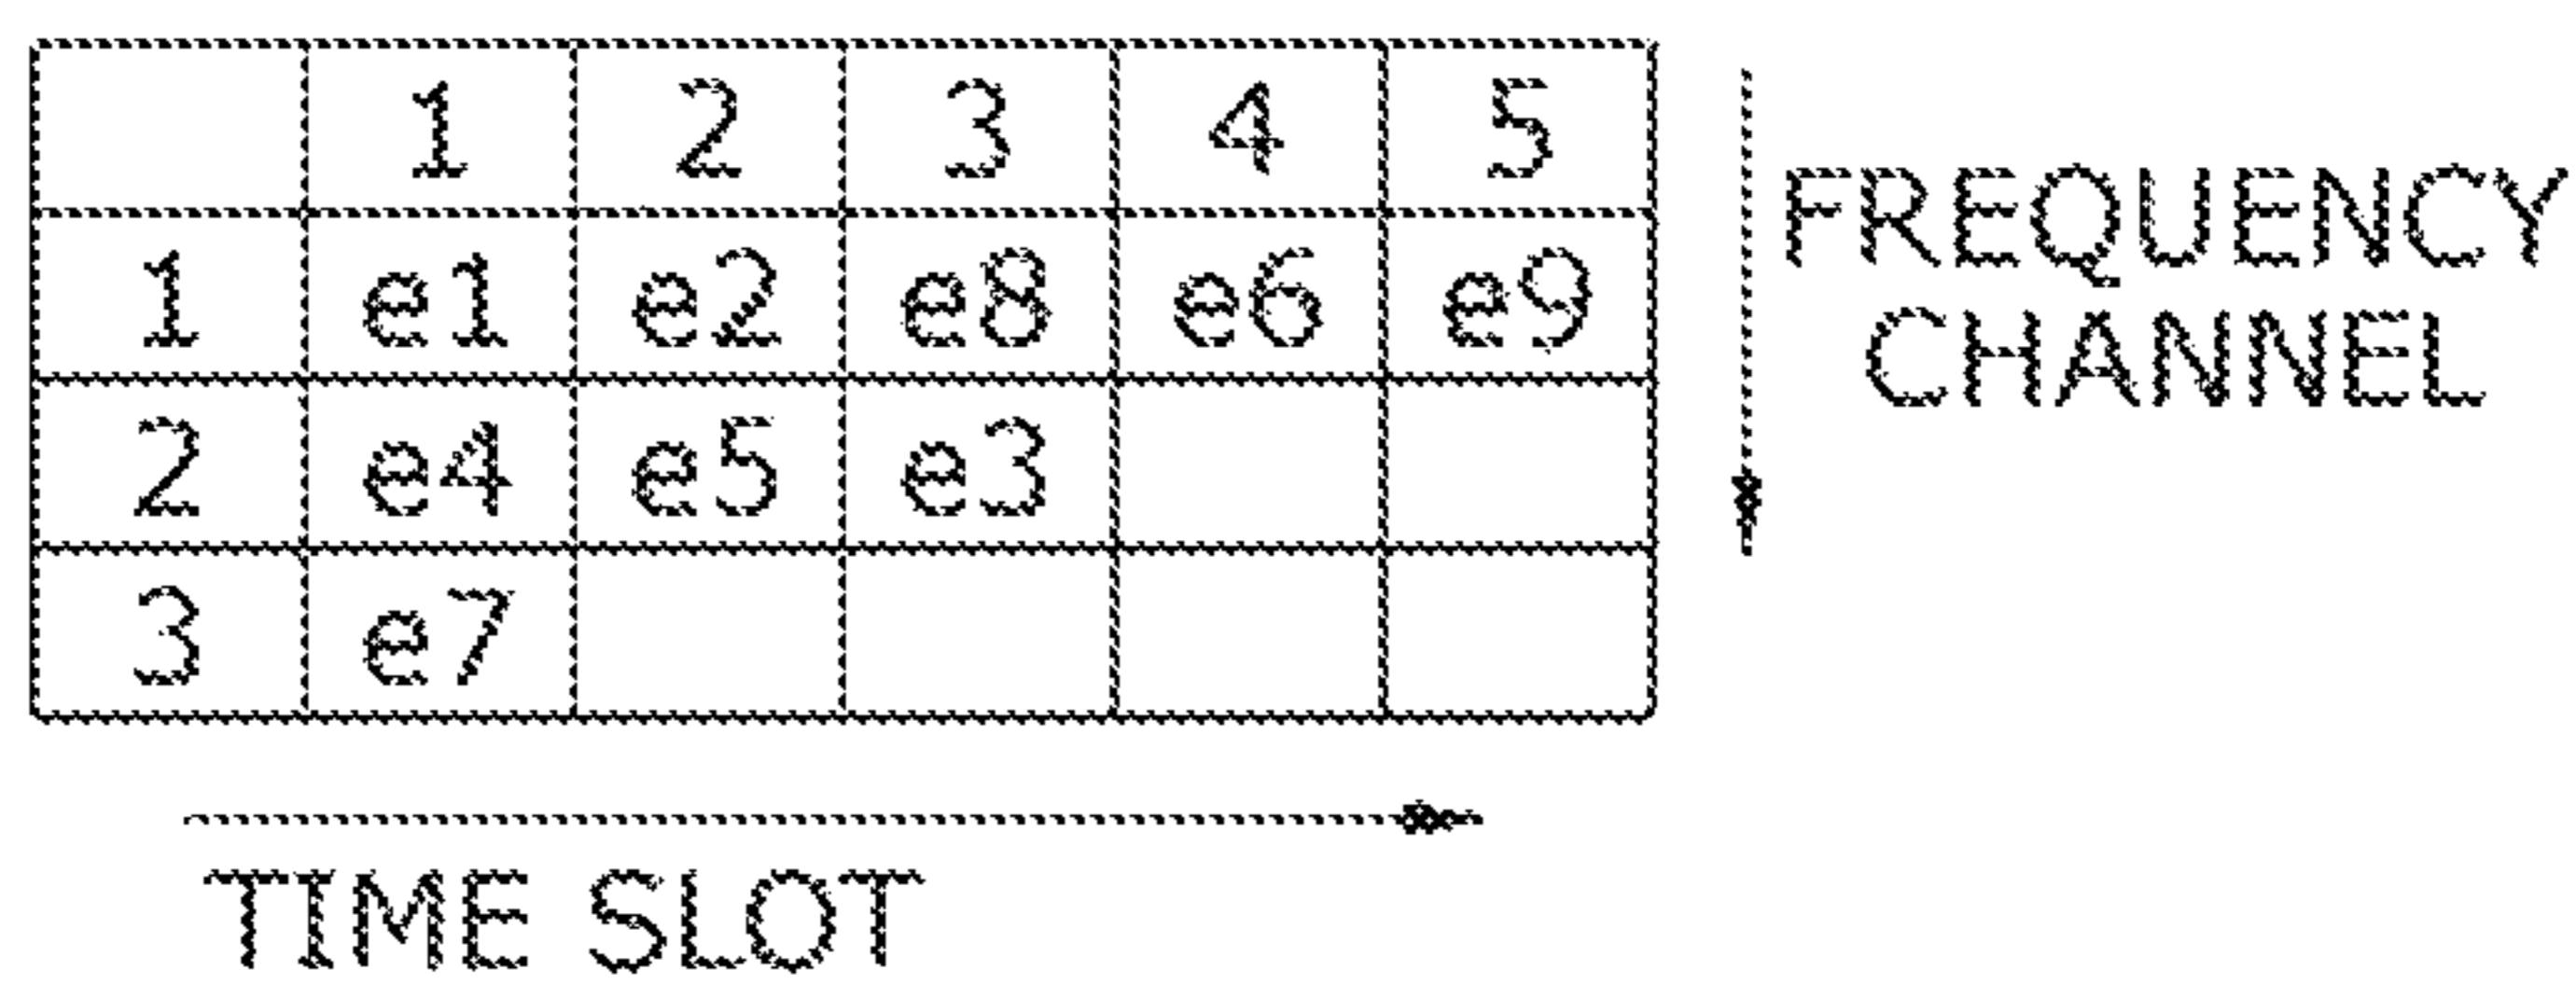 1 2 3 4 5
1 e1 e2 e8 e6 e9
2 e4 e5 e3
3 e7
FREQUENCY
CHANNEL
TIME SLOT